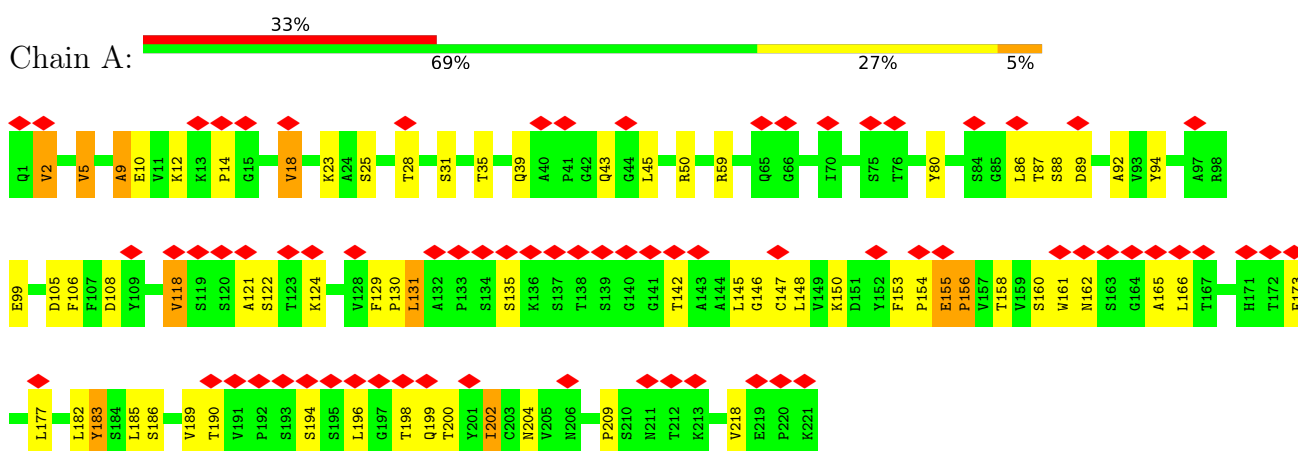 33%
Chain A:
69% 27% 5%
Q1 V2 V5 A9 E10 V11 K12 K13 P14 G15 V18 K23 A24 S25 T28 S31 T35 Q39 A40 P41 G42 Q43 G44 L45 R50 R59 Q65 G66 I70 S75 T76 Y80 S84 G85 L86 T87 S88 D89 A92 V93 Y94 A97 R98
E99 D105 F106 F107 D108 Y109 V118 S119 S120 A121 S122 T123 K124 V128 F129 P130 L131 A132 P133 S134 S135 K136 S137 T138 S139 G140 G141 T142 A143 A144 L145 G146 C147 L148 V149 K150 D151 Y152 F153 P154 E155 P156 V157 T158 V159 S160 W161 N162 S163 G164 A165 L166 T167 H171 T172 F173
L177 L182 Y183 S184 L185 S186 V189 T190 V191 P192 S193 S194 S195 L196 G197 T198 Q199 T200 Y201 I202 C203 N204 V205 N206 P209 S210 N211 T212 K213 V218 E219 P220 K221